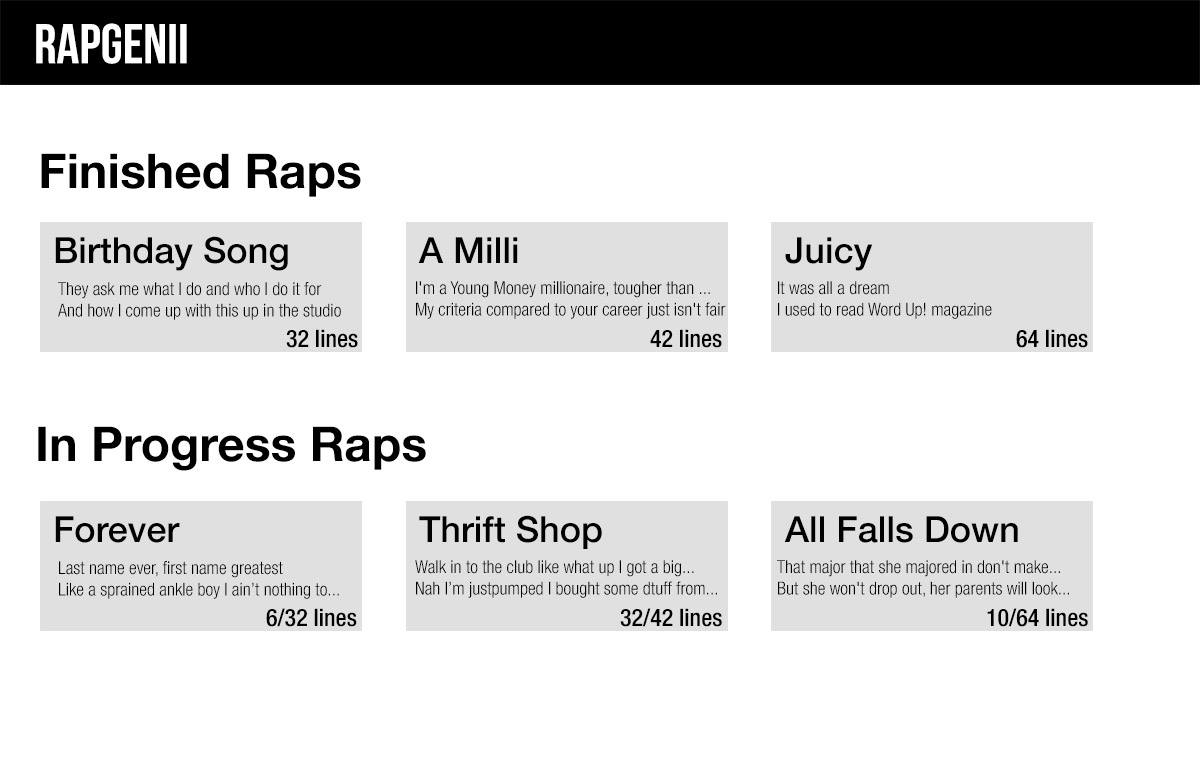 RAPGENII
Finished Raps
Birthday Song
They ask me what I do and who I do it for
And how I come up with this up in the studio
32 lines
A Milli
I'm a Young Money millionaire, tougher than ...
My criteria compared to your career just isn't fair
42 lines
Juicy
It was all a dream
I used to read Word Up! magazine
64 lines
In Progress Raps
Forever
Last name ever, first name greatest
Like a sprained ankle boy I ain’t nothing to...
6/32 lines
Thrift Shop
Walk in to the club like what up I got a big...
Nah I’m justpumped I bought some dtuff from...
32/42 lines
All Falls Down
That major that she majored in don't make...
But she won't drop out, her parents will look...
10/64 lines